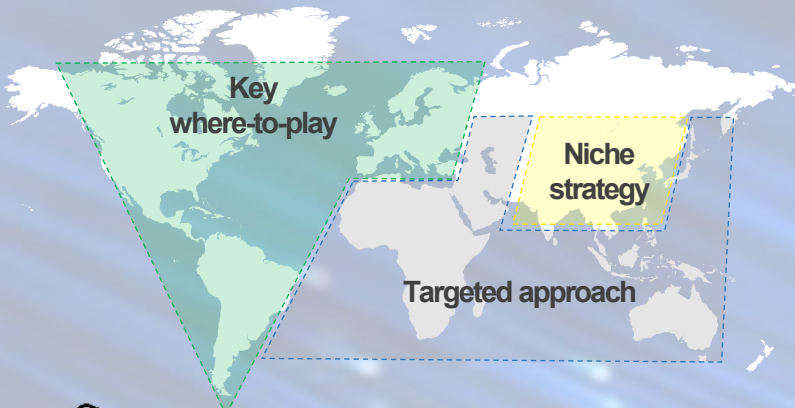 Key
where-to-play
Niche
strategy
Targeted approach